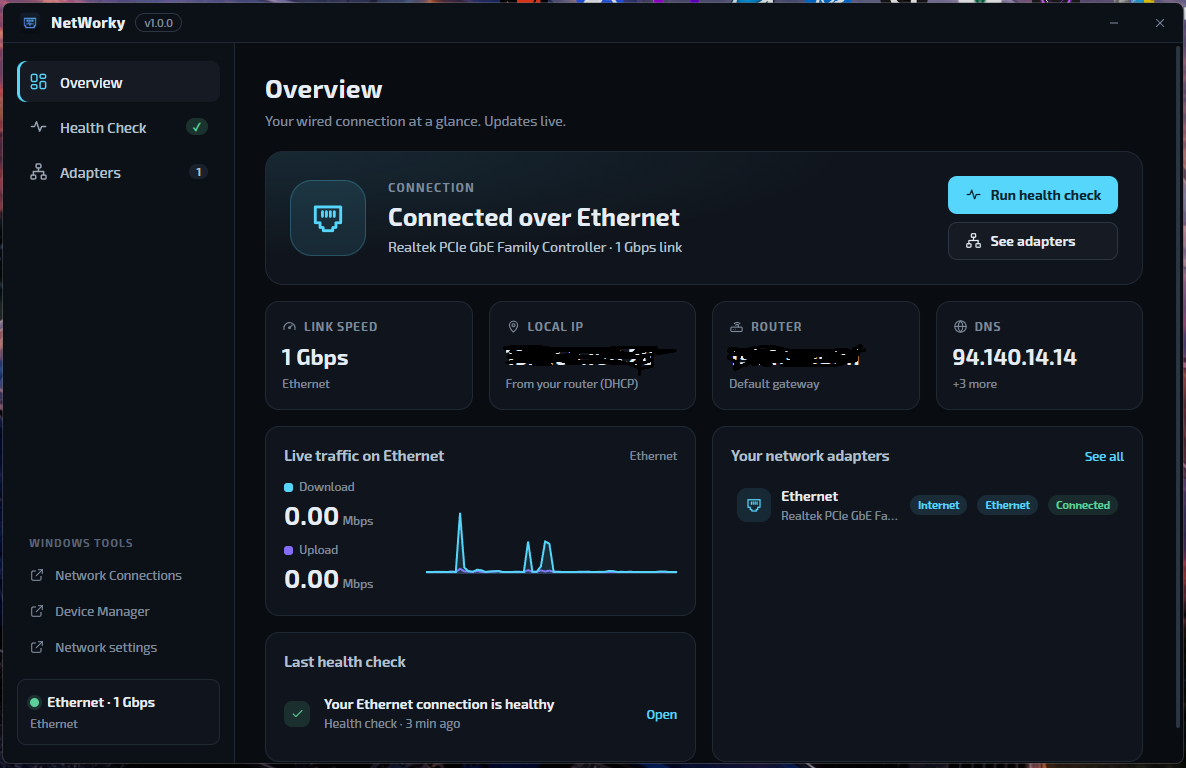 NetWorky v1.0.0
Overview
Health Check
Adapters 1
WINDOWS TOOLS
Network Connections
Device Manager
Network settings
Ethernet · 1 Gbps
Ethernet
Overview
Your wired connection at a glance. Updates live.
CONNECTION
Connected over Ethernet
Realtek PCIe GbE Family Controller · 1 Gbps link
Run health check
See adapters
LINK SPEED
1 Gbps
Ethernet
LOCAL IP
From your router (DHCP)
ROUTER
Default gateway
DNS
94.140.14.14
+3 more
Live traffic on Ethernet
Ethernet
Download
0.00 Mbps
Upload
0.00 Mbps
Your network adapters
See all
Ethernet
Realtek PCIe GbE Fa...
Internet
Ethernet
Connected
Last health check
Your Ethernet connection is healthy
Health check · 3 min ago
Open